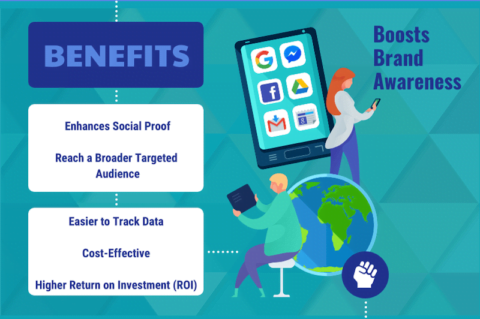 BENEFITS
Boosts
Brand
Awareness
Enhances Social Proof
Reach a Broader Targeted
Audience
Easier to Track Data
Cost-Effective
Higher Return on Investment (ROI)